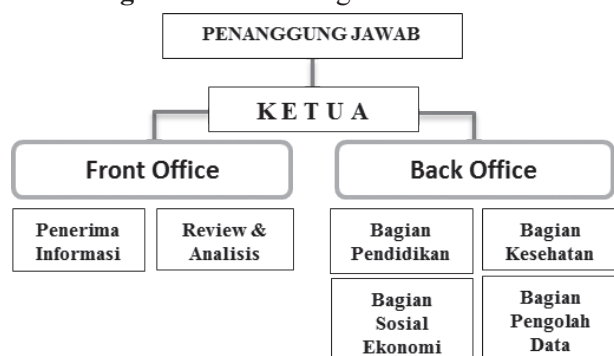 PENANGGUNG JAWAB
K E T U A
Front Office
Back Office
Penerima
Informasi
Review &
Analisis
Bagian
Pendidikan
Bagian
Kesehatan
Bagian
Sosial
Ekonomi
Bagian
Pengolah
Data